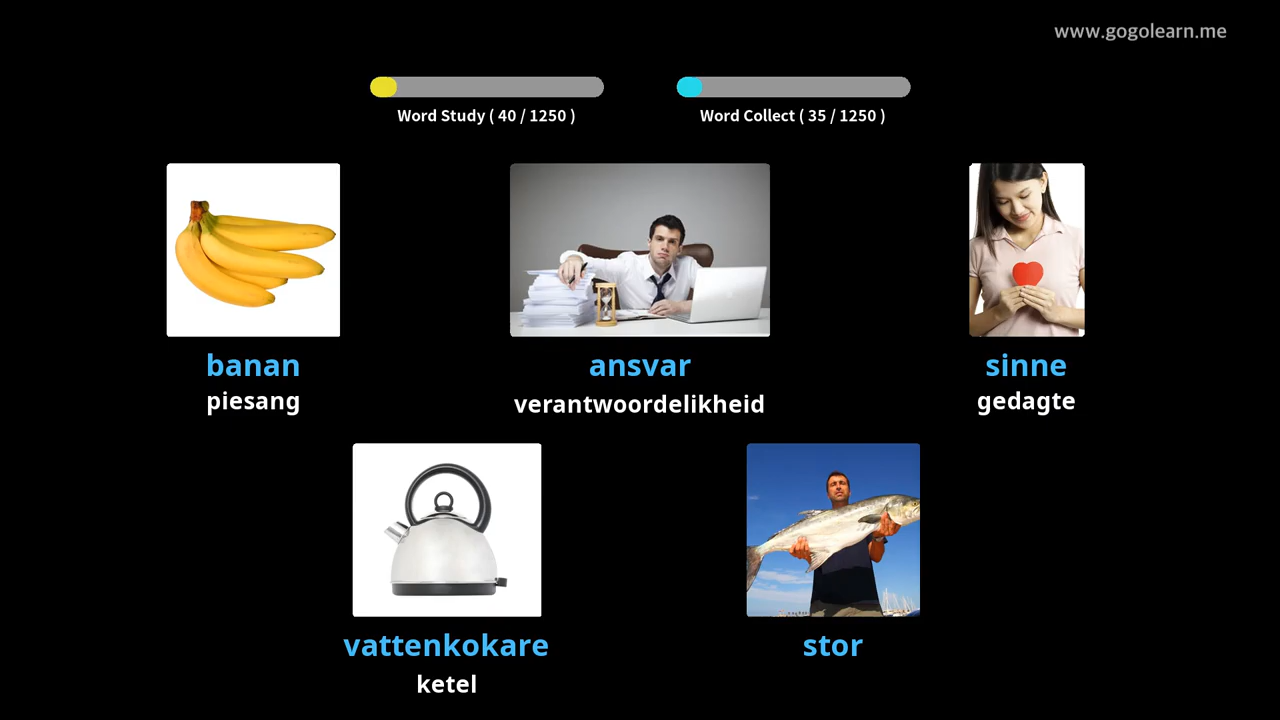 www.gogolearn.me
Word Study ( 40 / 1250 )
Word Collect ( 35 / 1250 )
banan
piesang
ansvar
verantwoordelikheid
sinne
gedagte
vattenkokare
ketel
stor